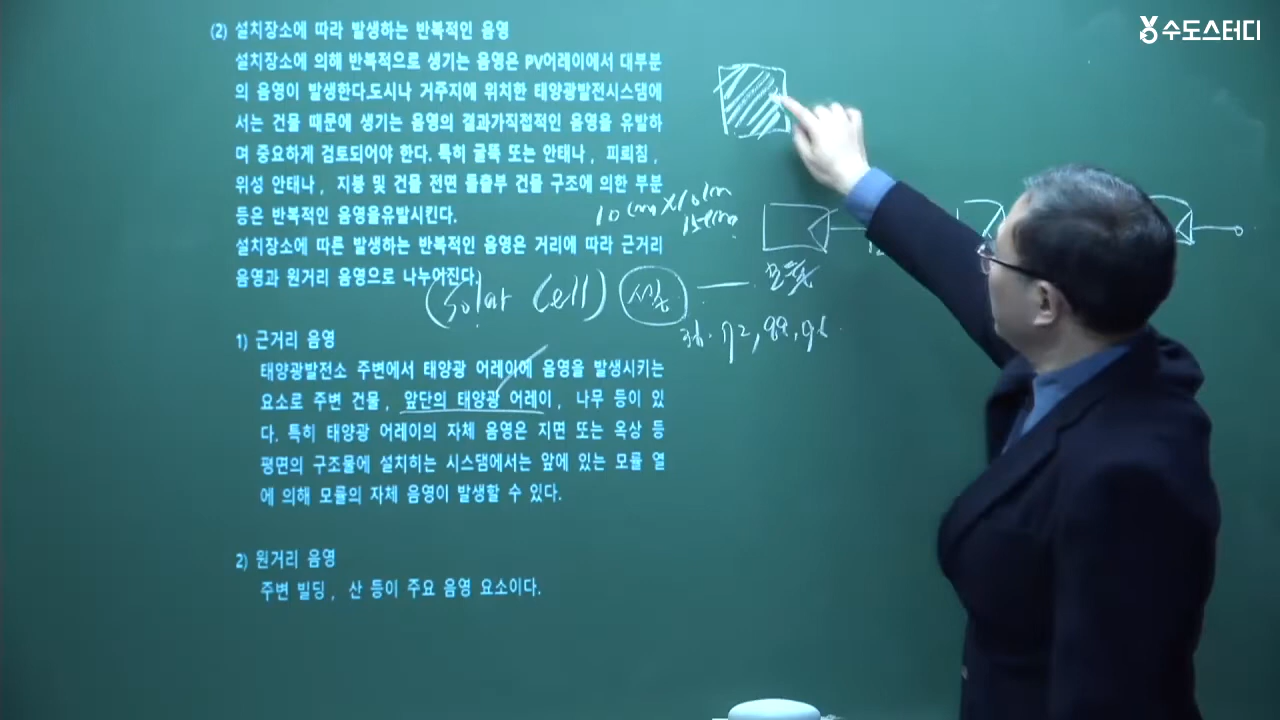 수도스터디
(2) 설치장소에 따라 발생하는 반복적인 음영
설치장소에 의해 반복적으로 생기는 음영은 PV어레이에서 대부분
의 음영이 발생한다.도시나 거주지에 위치한 태양광발전시스템에
서는 건물 때문에 생기는 음영의 결과가직접적인 음영을 유발하
며 중요하게 검토되어야 한다. 특히 굴뚝 또는 안태나, 피뢰침,
위성 안태나, 지붕 및 건물 전면 돌출부 건물 구조에 의한 부분
등은 반복적인 음영을유발시킨다.
설치장소에 따른 발생하는 반복적인 음영은 거리에 따라 근거리
음영과 원거리 음영으로 나누어진다.
10cm×10cm
15cm
(Solar Cell)
72, 88, 96
1) 근거리 음영
태양광발전소 주변에서 태양광 어레이에 음영을 발생시키는
요소로 주변 건물, 앞단의 태양광 어레이, 나무 등이 있
다. 특히 태양광 어레이의 자체 음영은 지면 또는 옥상 등
평면의 구조물에 설치하는 시스댐에서는 앞에 있는 모률 열
에 의해 모률의 자체 음영이 발생할 수 있다.
2) 원거리 음영
주변 빌딩, 산 등이 주요 음영 요소이다.